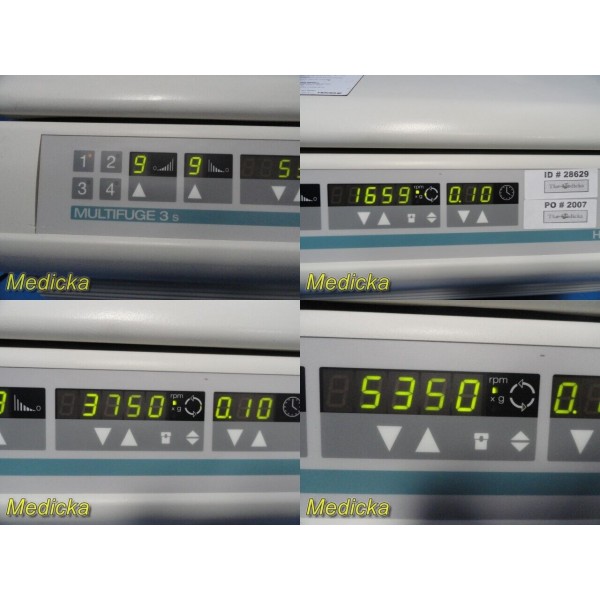 1 2
3 4
9 9
MULTIFUGE 3 s
Medicka
1659 rpm
x g
0.10
ID # 28629
PO # 2007
H
Medicka
3750 rpm
x g
0.10
Medicka
5350 rpm
x g
0.
Medicka